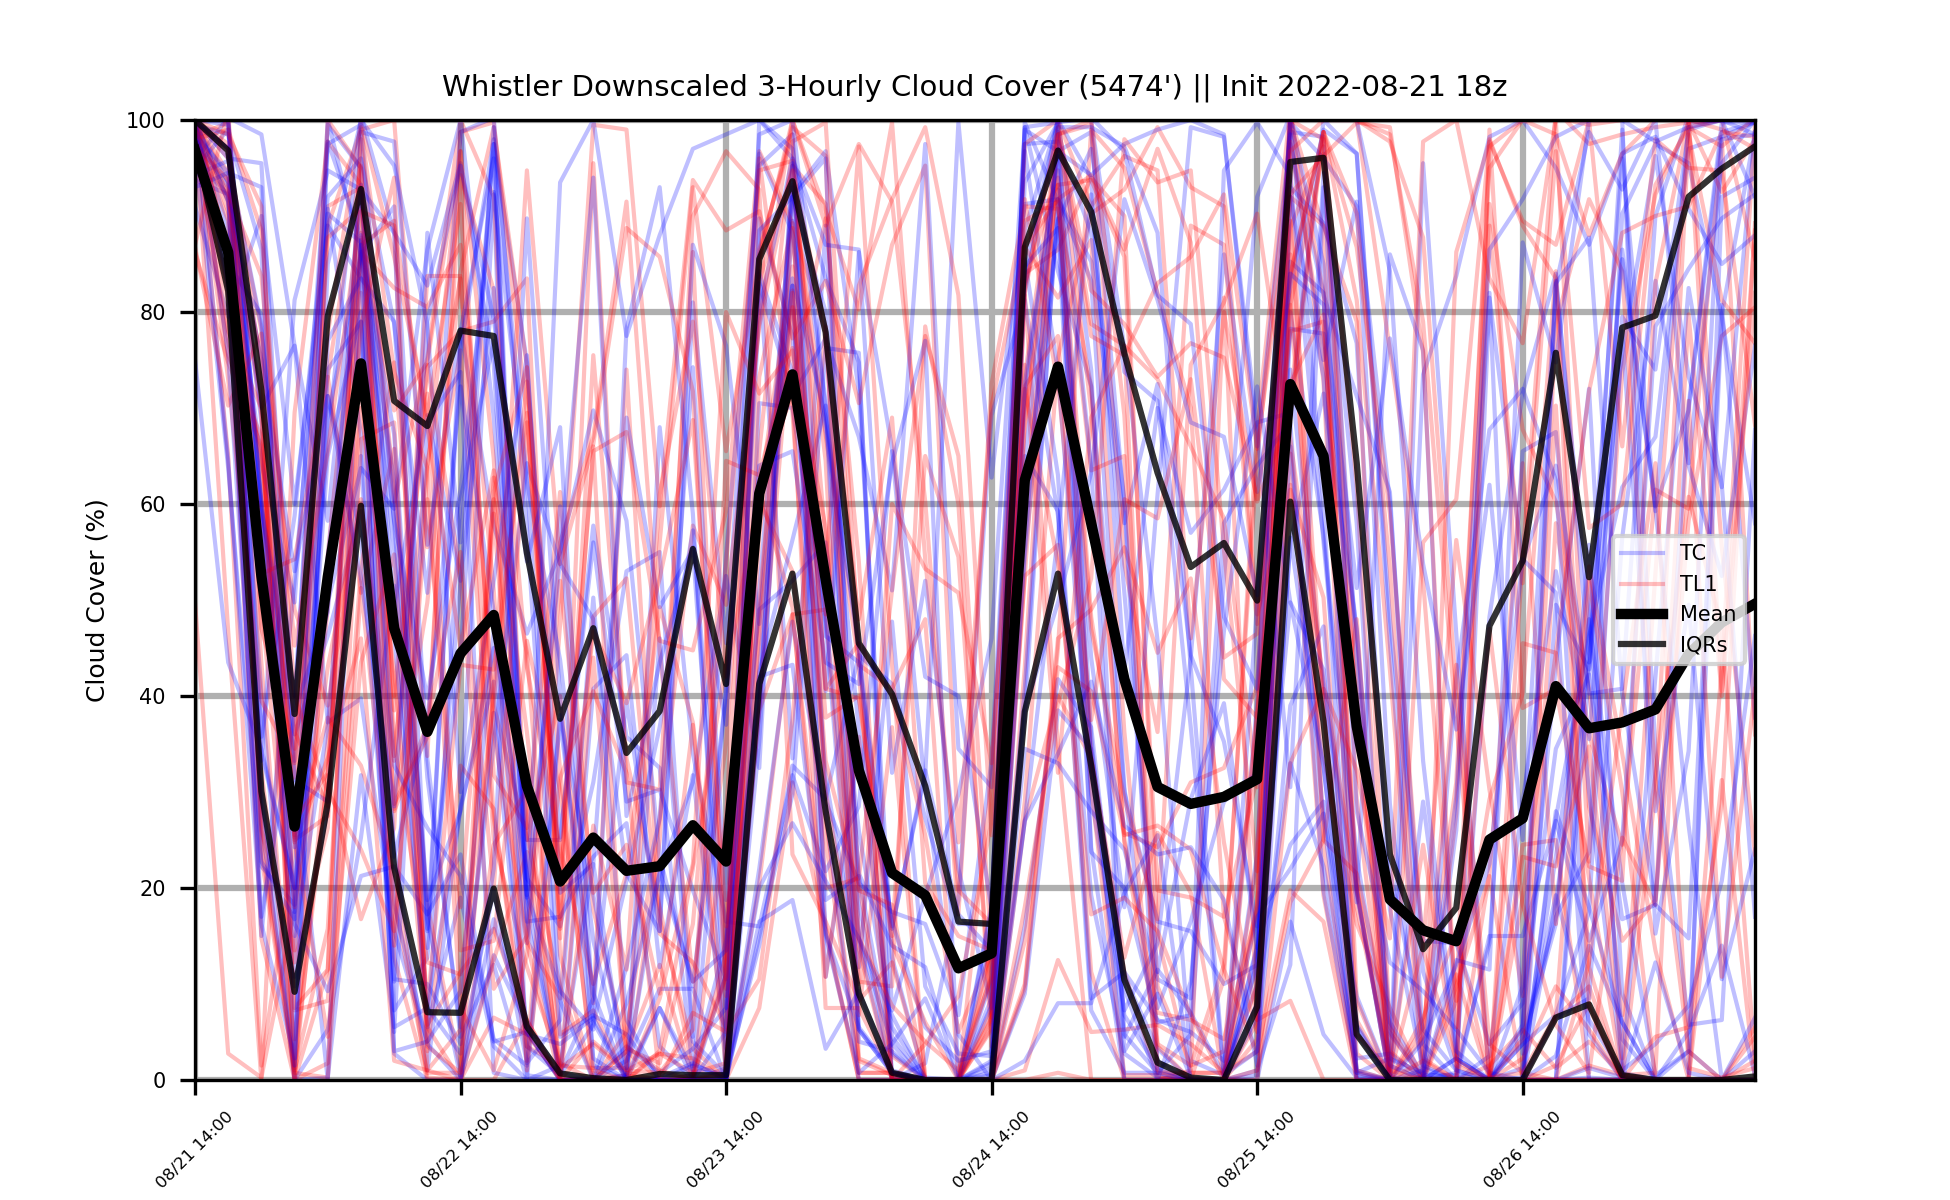 Whistler Downscaled 3-Hourly Cloud Cover (5474') || Init 2022-08-21 18z
Cloud Cover (%)
100
80
60
40
20
0
TC
TL1
Mean
IQRs
08/21 14:00
08/22 14:00
08/23 14:00
08/24 14:00
08/25 14:00
08/26 14:00